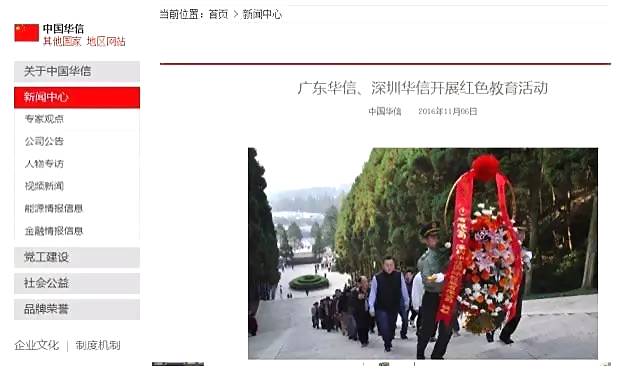 中国华信
其他国家 地区网站
关于中国华信
新闻中心
专家观点
公司公告
人物专访
视频新闻
能源情报信息
金融情报信息
党工建设
社会公益
品牌荣誉
企业文化 | 制度机制
当前位置：首页 > 新闻中心
广东华信、深圳华信开展红色教育活动
中国华信 2016年11月06日